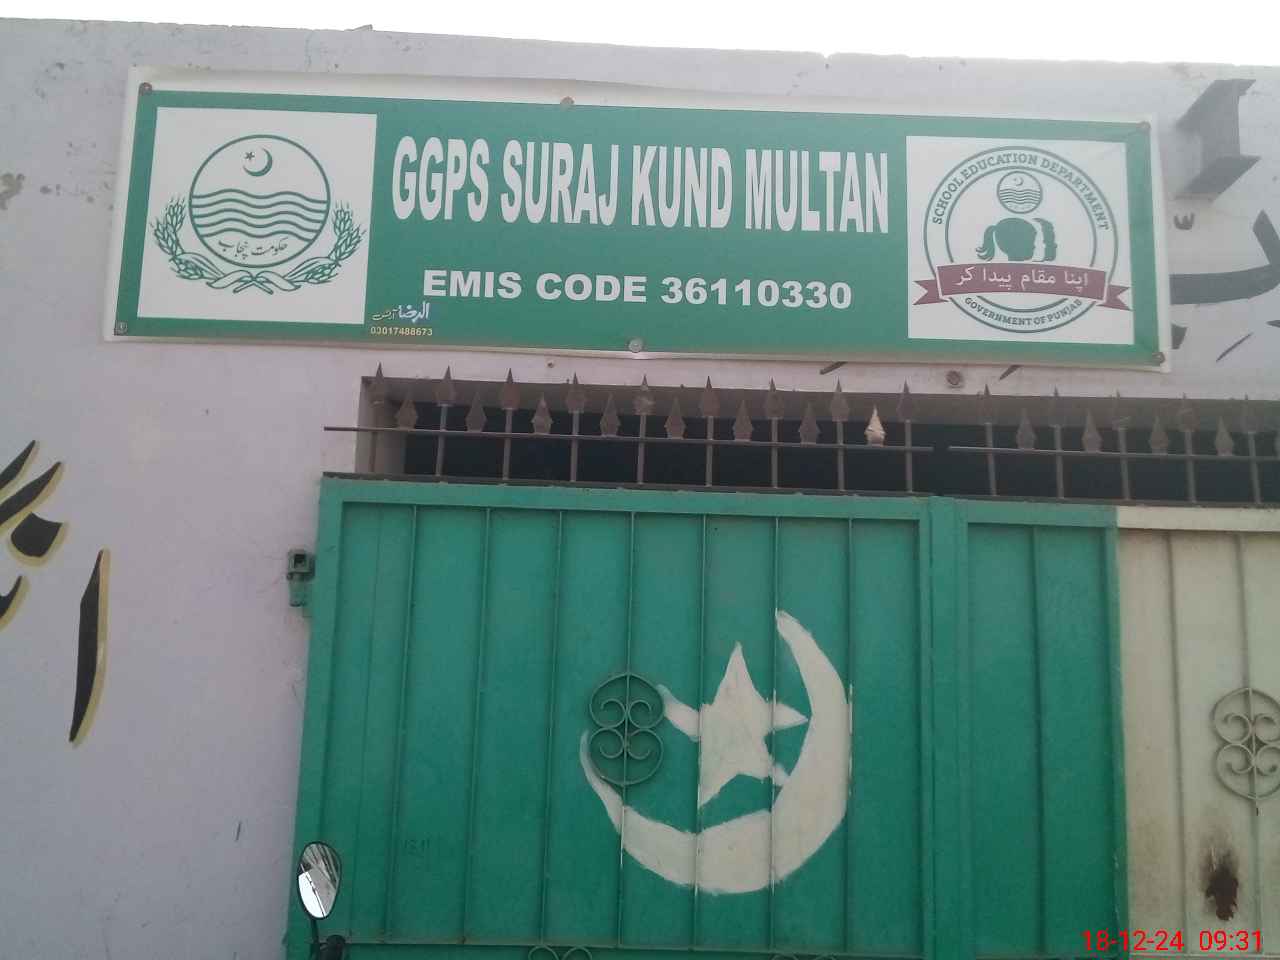 GGPS SURAJ KUND MULTAN
EMIS CODE 36110330
حکومت پنجاب
الرضا آرٹس
03017488673
SCHOOL EDUCATION DEPARTMENT
اپنا مقام پیدا کر
GOVERNMENT OF PUNJAB
18-12-24 09:31